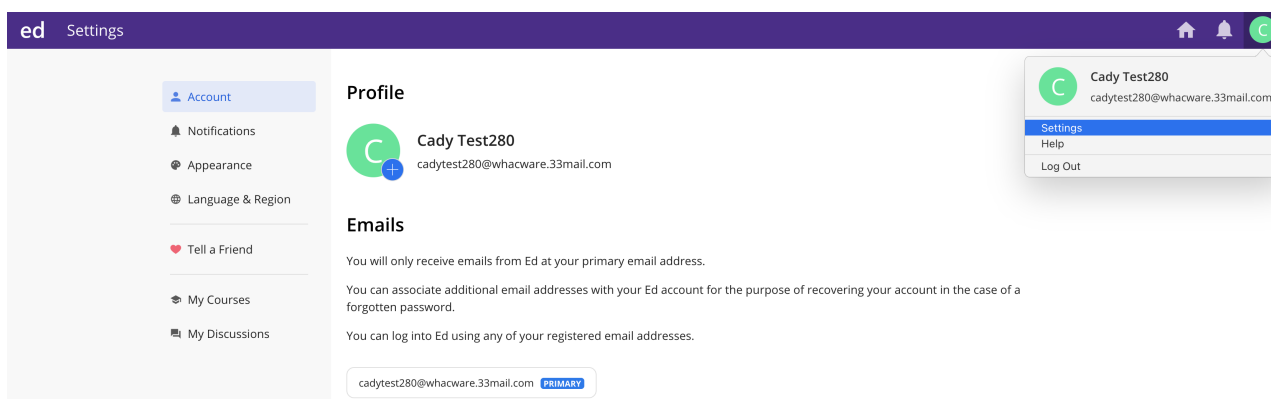 ed Settings
C
C
Cady Test280
cadytest280@whacware.33mail.com
Settings
Help
Log Out
Account
Notifications
Appearance
Language & Region
Tell a Friend
My Courses
My Discussions
Profile
C
Cady Test280
cadytest280@whacware.33mail.com
Emails
You will only receive emails from Ed at your primary email address.
You can associate additional email addresses with your Ed account for the purpose of recovering your account in the case of a
forgotten password.
You can log into Ed using any of your registered email addresses.
cadytest280@whacware.33mail.com PRIMARY